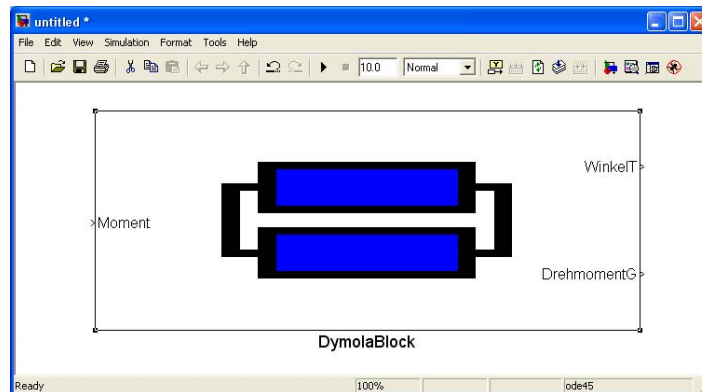 untitled *
File Edit View Simulation Format Tools Help
10.0 Normal
WinkelT
Moment
DrehmomentG
DymolaBlock
Ready 100% ode45